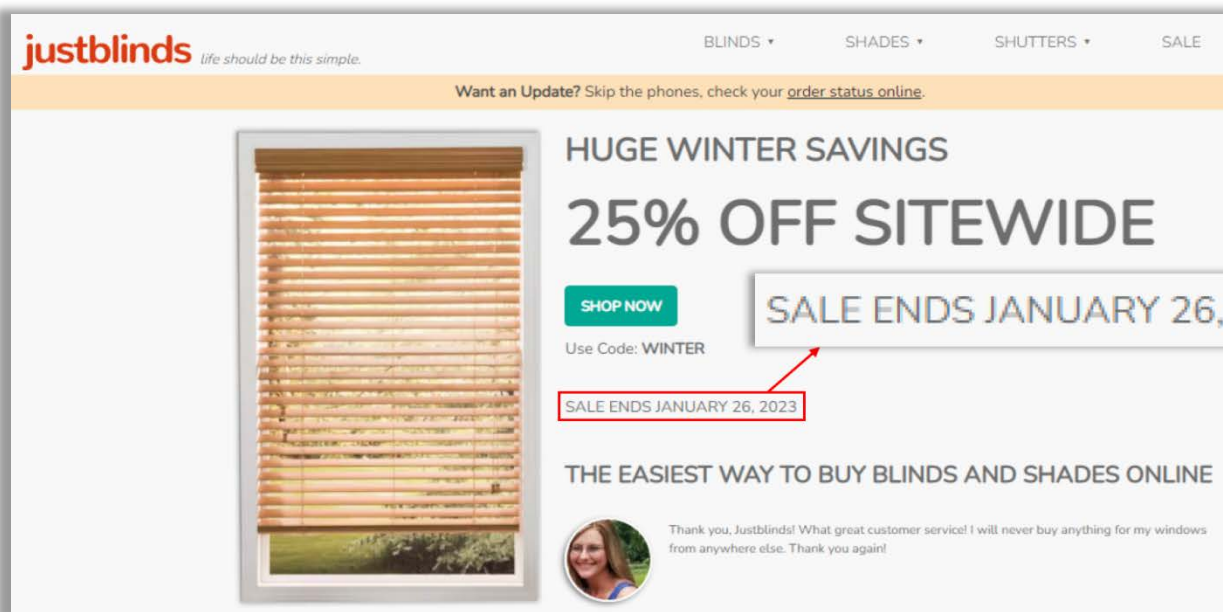 justblinds life should be this simple.
BLINDS ▾ SHADES ▾ SHUTTERS ▾ SALE
Want an Update? Skip the phones, check your order status online.
HUGE WINTER SAVINGS
25% OFF SITEWIDE
SHOP NOW
SALE ENDS JANUARY 26,
Use Code: WINTER
SALE ENDS JANUARY 26, 2023
THE EASIEST WAY TO BUY BLINDS AND SHADES ONLINE
Thank you, Justblinds! What great customer service! I will never buy anything for my windows
from anywhere else. Thank you again!